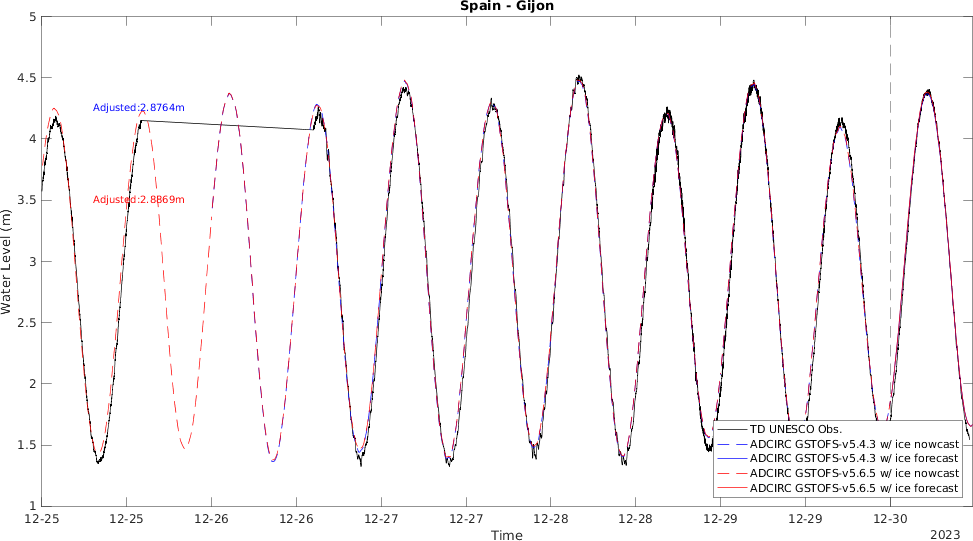 Spain - Gijon
5
4.5
4
3.5
3
2.5
2
1.5
1
Water Level (m)
Adjusted:2.8764m
Adjusted:2.8869m
TD UNESCO Obs.
ADCIRC GSTOFS-v5.4.3 w/ ice nowcast
ADCIRC GSTOFS-v5.4.3 w/ ice forecast
ADCIRC GSTOFS-v5.6.5 w/ ice nowcast
ADCIRC GSTOFS-v5.6.5 w/ ice forecast
12-25 12-25 12-26 12-26 12-27 12-27 12-28 12-28 12-29 12-29 12-30
Time
2023